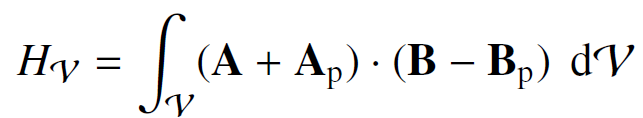 H_𝒱 = ∫_𝒱 (𝐀 + 𝐀_p) · (𝐁 − 𝐁_p) d𝒱